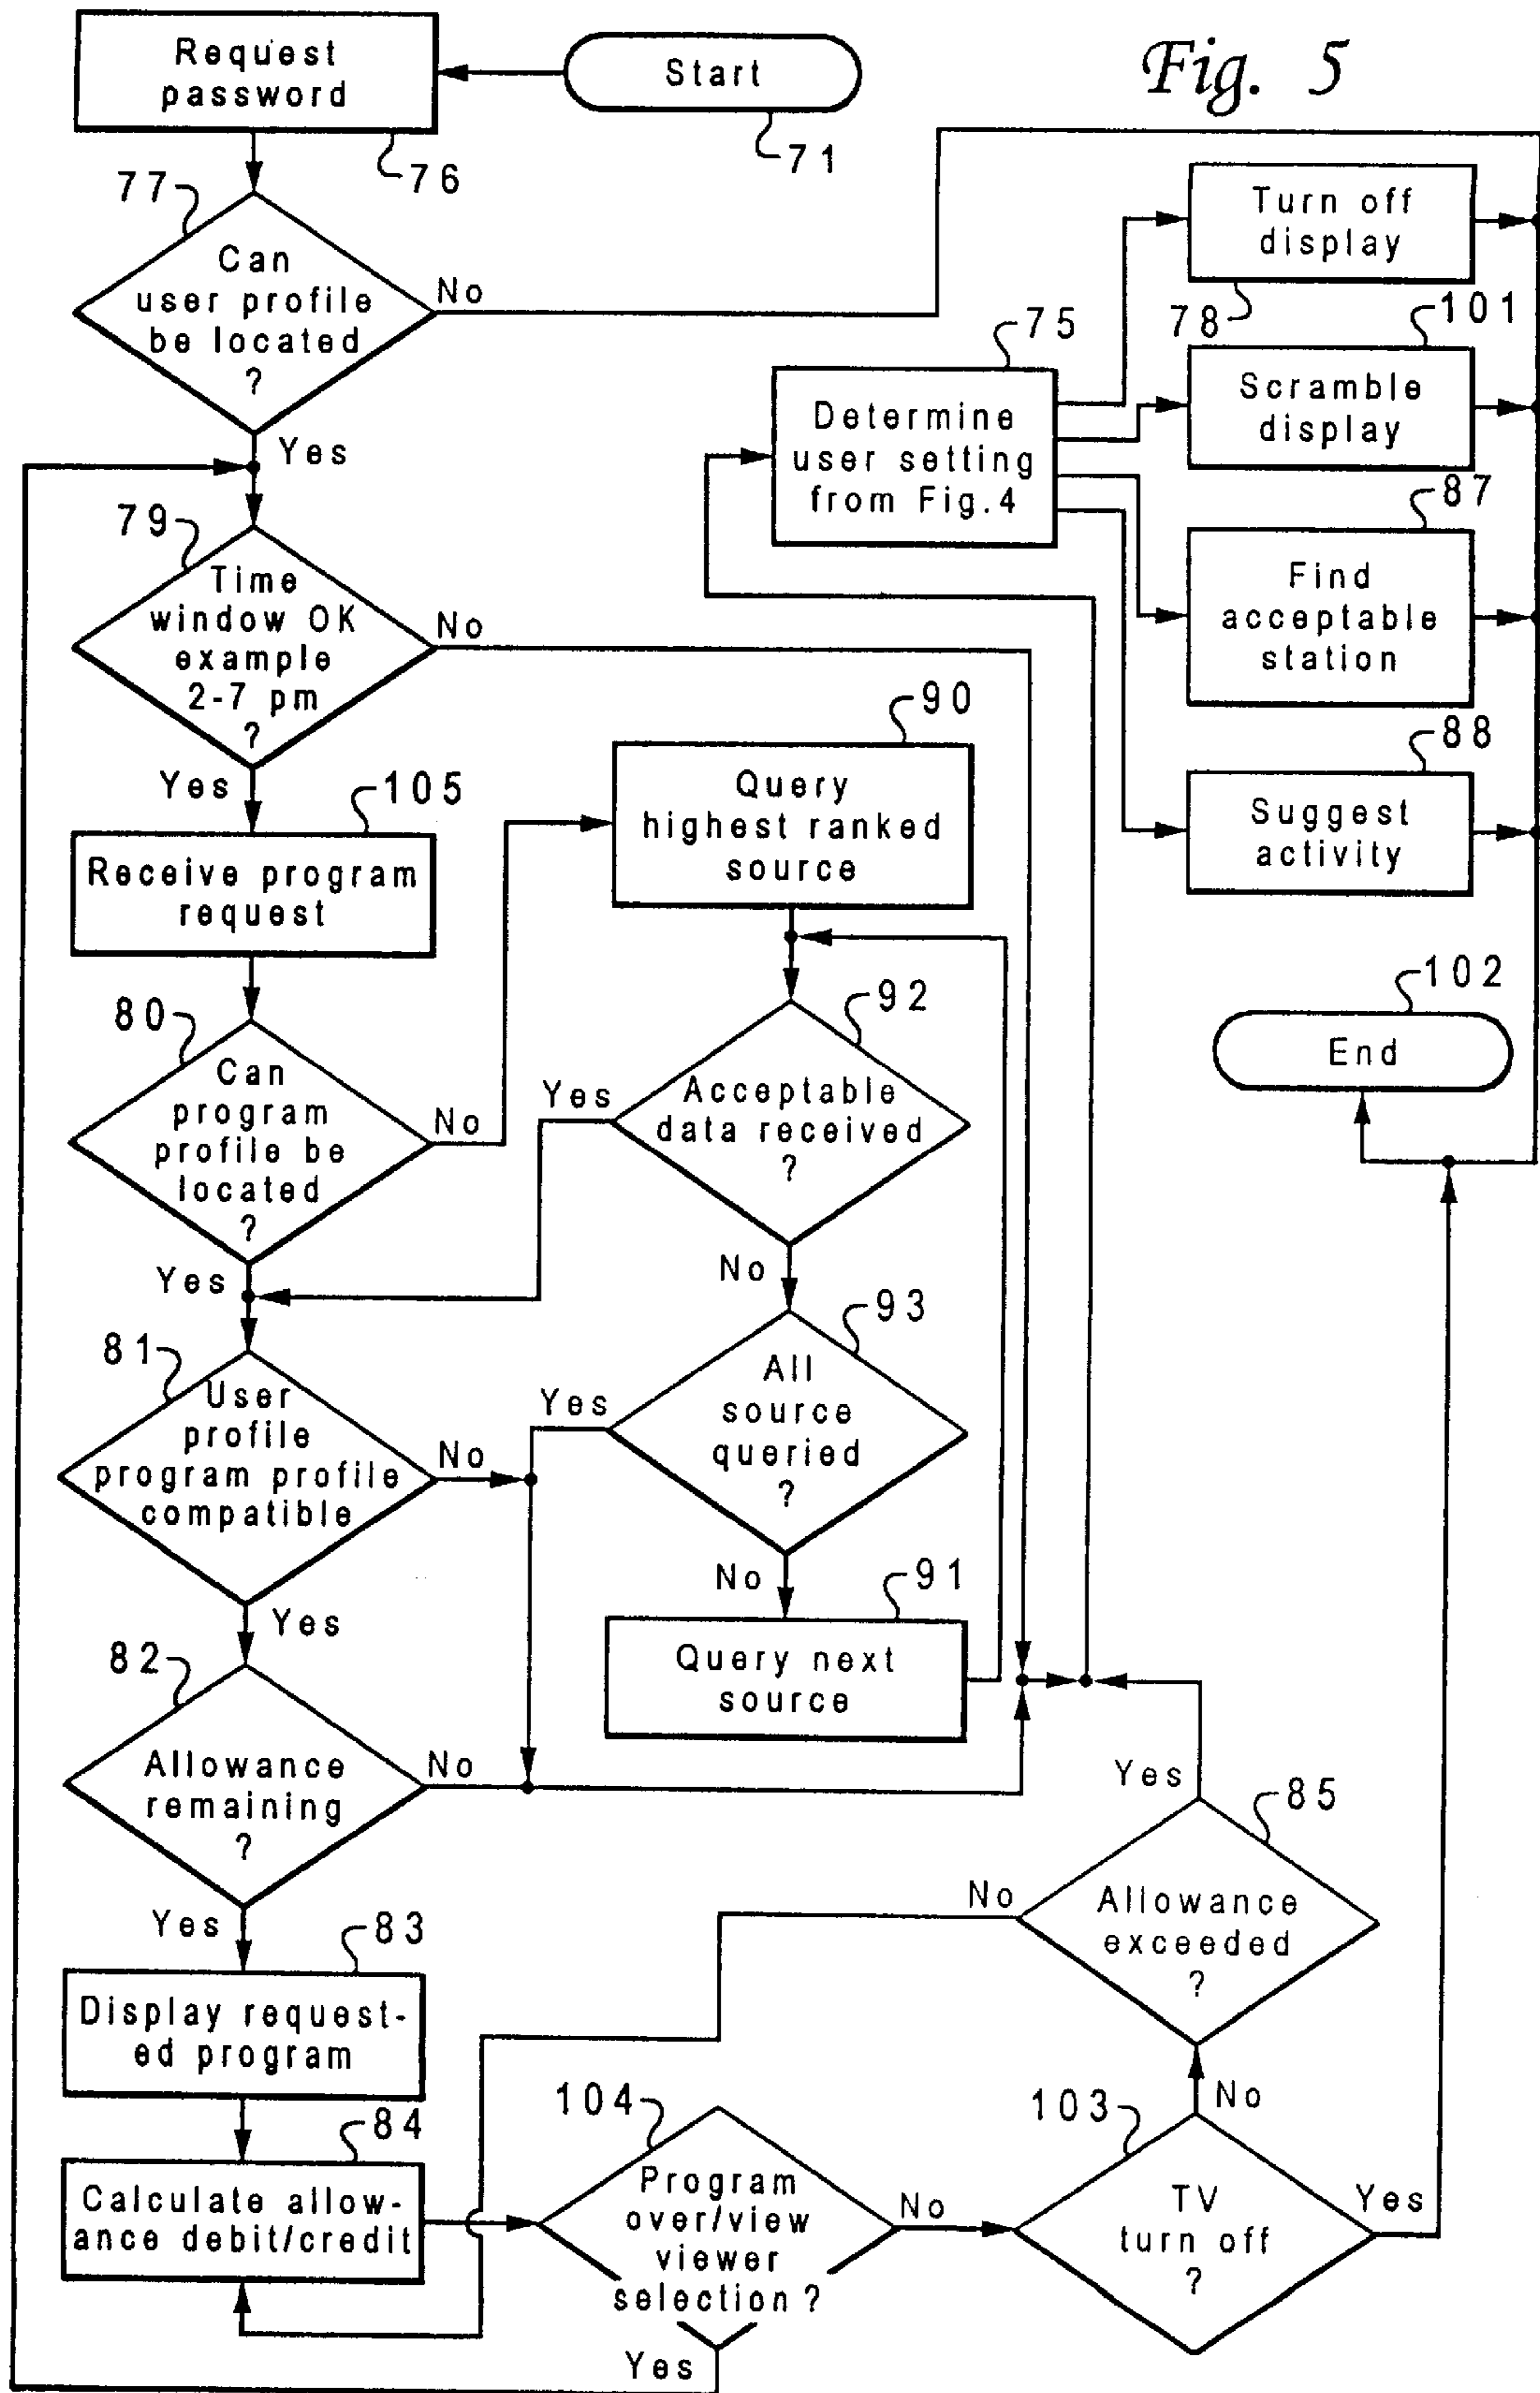 Fig. 5
Start
71
Request
password
76
77
Can
user profile
be located
?
No
Yes
79
Time
window OK
example
2-7 pm
?
No
Yes
105
Receive program
request
80
Can
program
profile be
located
?
No
Yes
81
User
profile
program profile
compatible
No
Yes
82
Allowance
remaining
?
No
Yes
83
Display request-
ed program
84
Calculate allow-
ance debit/credit
90
Query
highest ranked
source
92
Acceptable
data received
?
Yes
No
93
All
source
queried
?
Yes
No
91
Query next
source
75
Determine
user setting
from Fig.4
Turn off
display
78
101
Scramble
display
87
Find
acceptable
station
88
Suggest
activity
102
End
85
Allowance
exceeded
?
Yes
No
104
Program
over/view
viewer
selection ?
No
Yes
103
TV
turn off
?
No
Yes